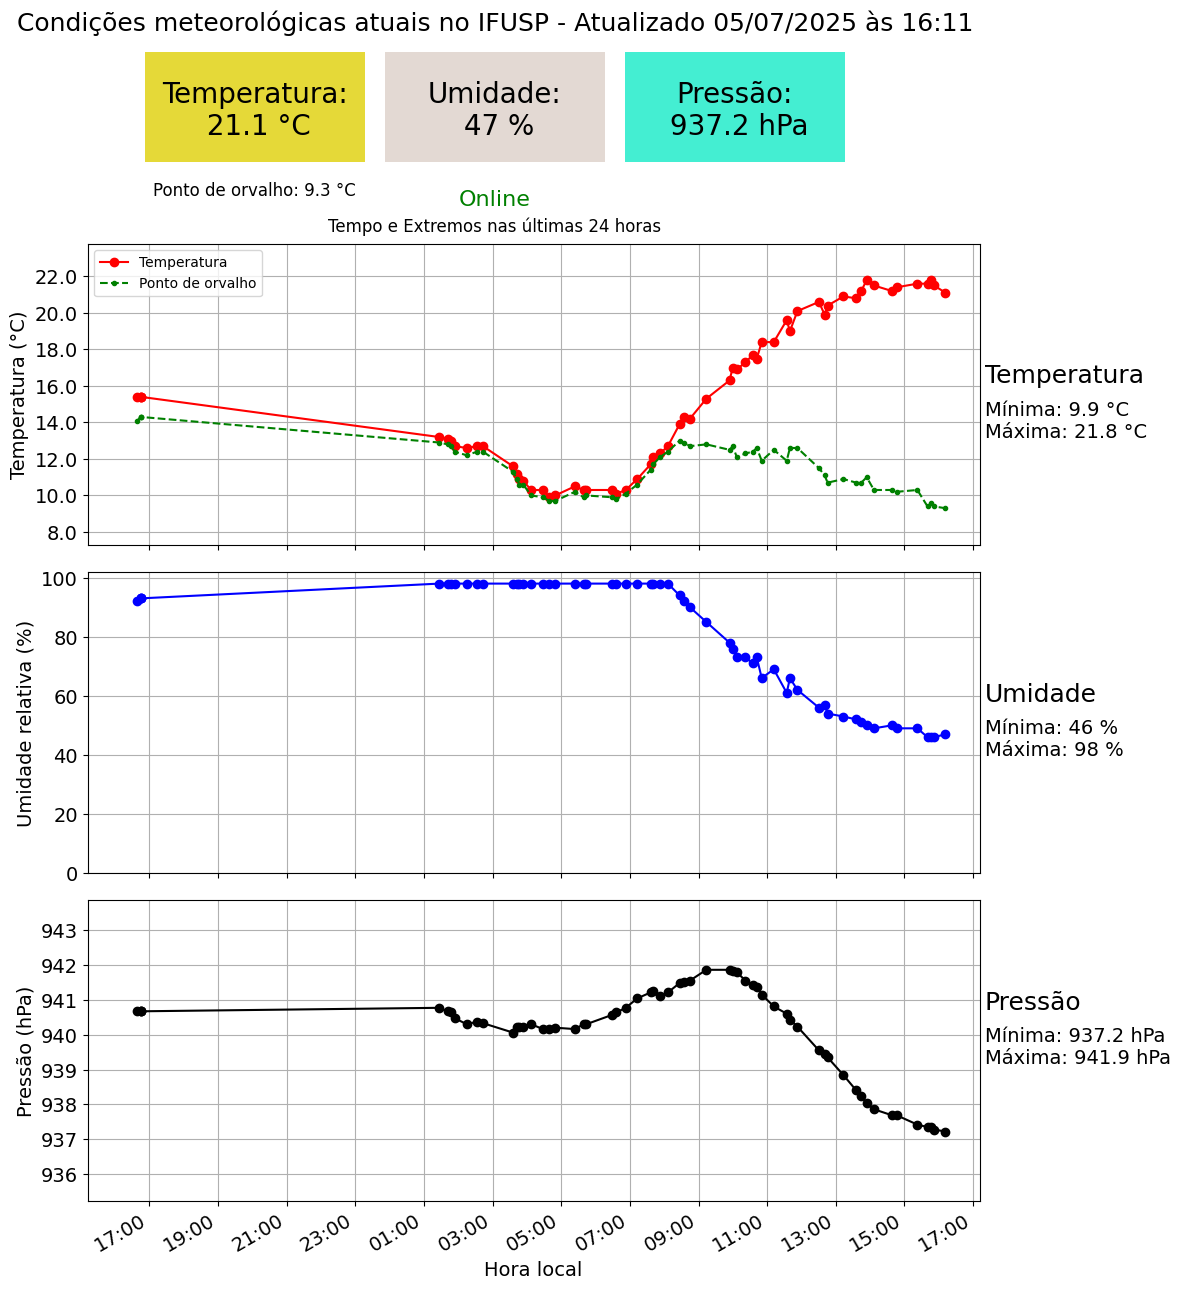 Condições meteorológicas atuais no IFUSP - Atualizado 05/07/2025 às 16:11
Temperatura:
21.1 °C
Umidade:
47 %
Pressão:
937.2 hPa
Ponto de orvalho: 9.3 °C
Online
Tempo e Extremos nas últimas 24 horas
Temperatura
Ponto de orvalho
Temperatura (°C)
22.0
20.0
18.0
16.0
14.0
12.0
10.0
8.0
Temperatura
Mínima: 9.9 °C
Máxima: 21.8 °C
Umidade relativa (%)
100
80
60
40
20
0
Umidade
Mínima: 46 %
Máxima: 98 %
Pressão (hPa)
943
942
941
940
939
938
937
936
Pressão
Mínima: 937.2 hPa
Máxima: 941.9 hPa
17:00
19:00
21:00
23:00
01:00
03:00
05:00
07:00
09:00
11:00
13:00
15:00
17:00
Hora local